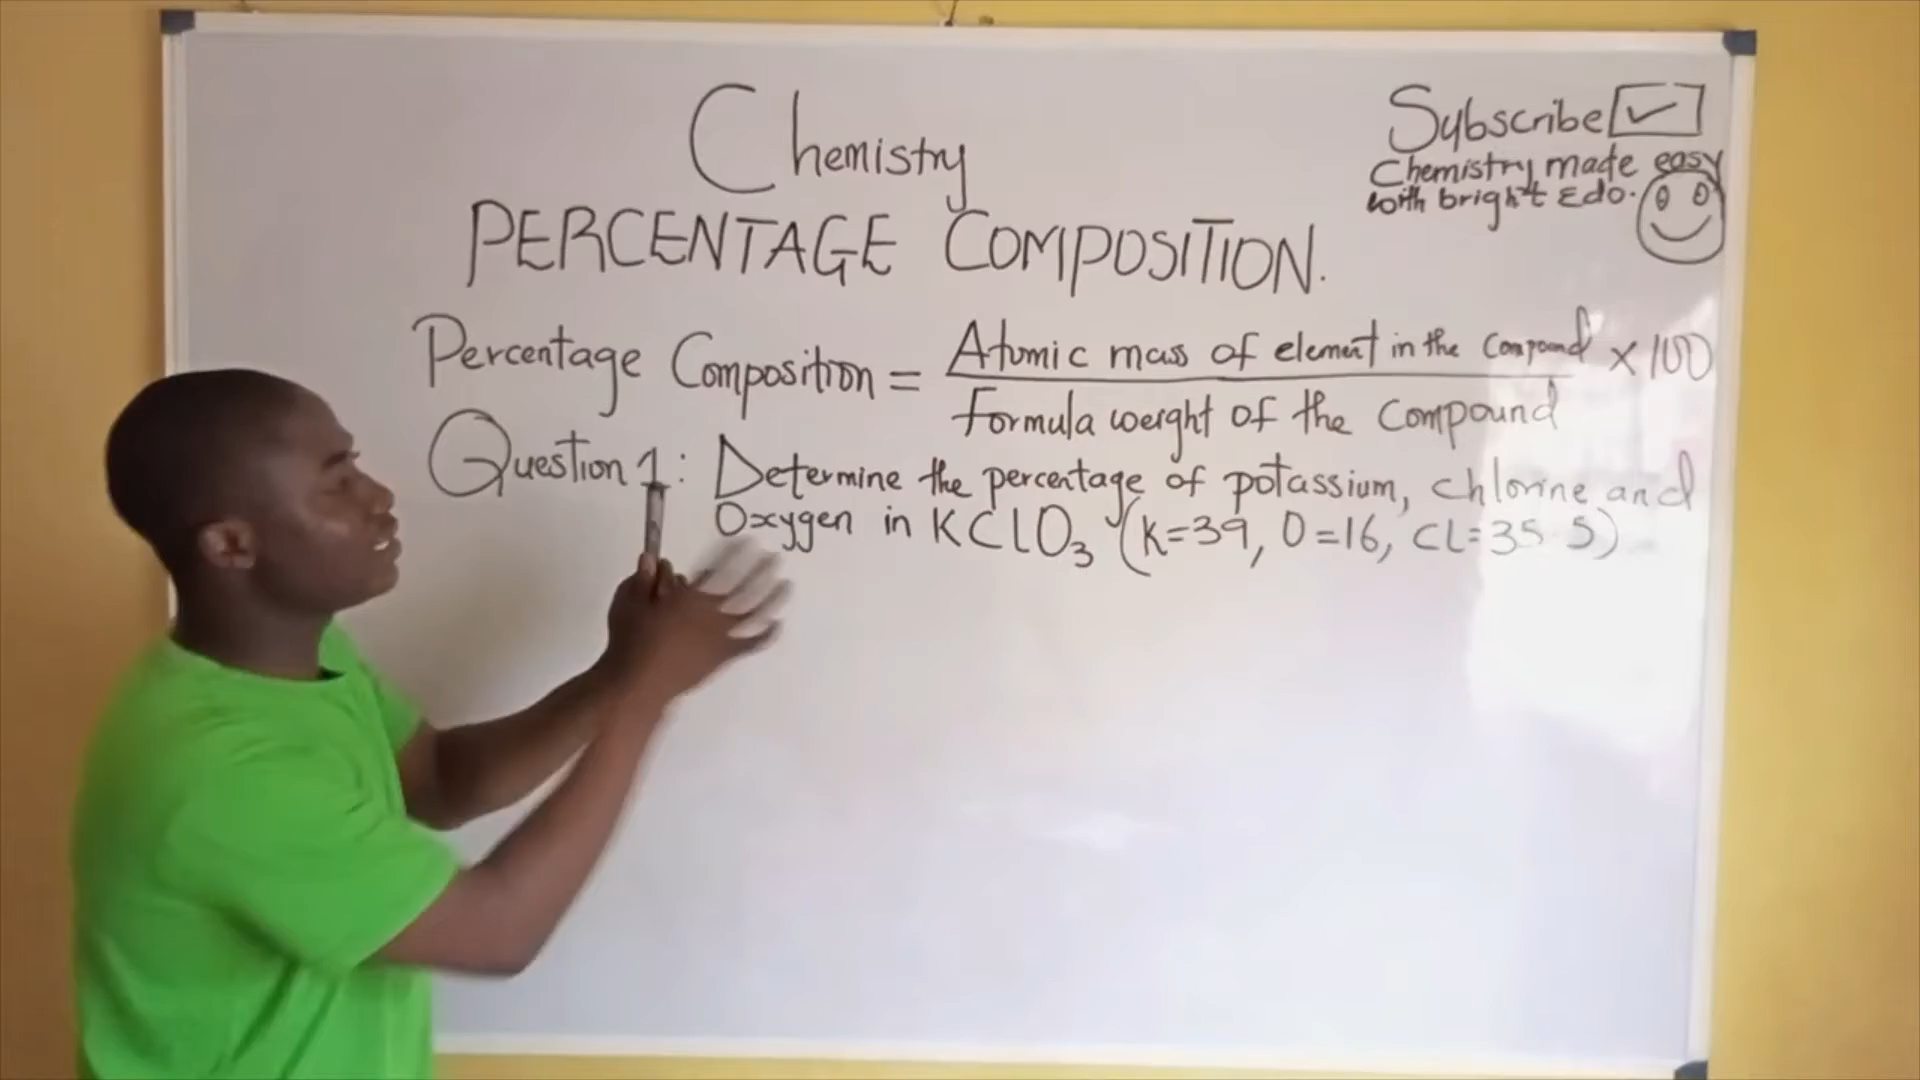 Chemistry
Subscribe
Chemistry made easy
with bright Edo.
PERCENTAGE COMPOSITION.
Percentage Composition = Atomic mass of element in the Compound × 100
Formula weight of the Compound
Question 1: Determine the percentage of potassium, chlorine and
Oxygen in KClO₃ (K=39, O=16, CL=35.5)